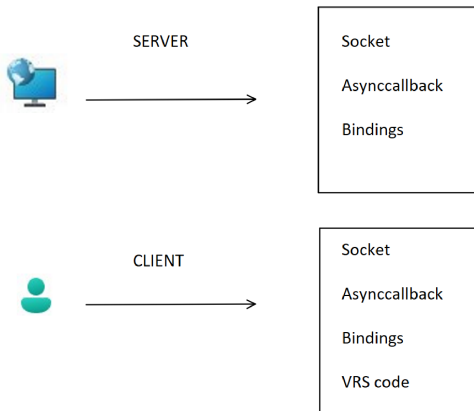 SERVER
Socket
Asynccallback
Bindings
CLIENT
Socket
Asynccallback
Bindings
VRS code